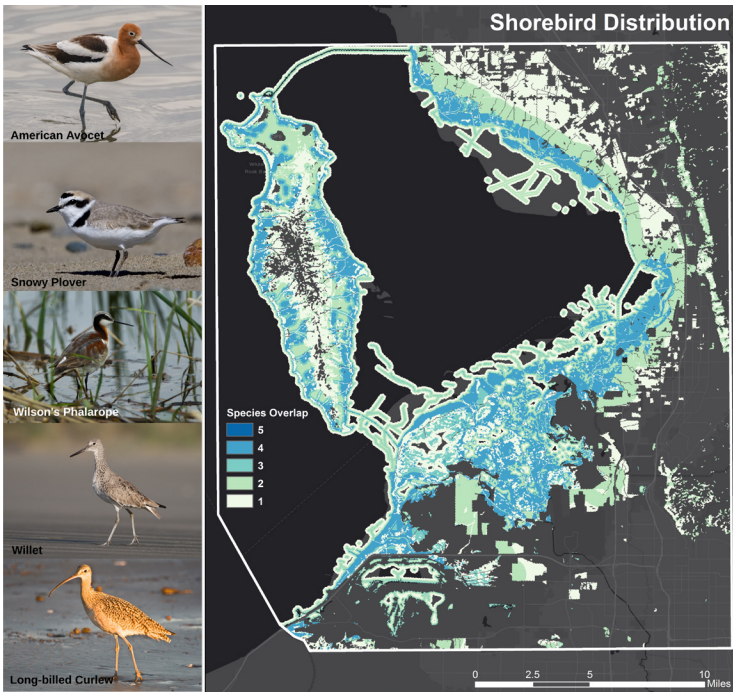 Shorebird Distribution
American Avocet
Snowy Plover
Wilson's Phalarope
Willet
Long-billed Curlew
Species Overlap
5
4
3
2
1
0 2.5 5 10
Miles